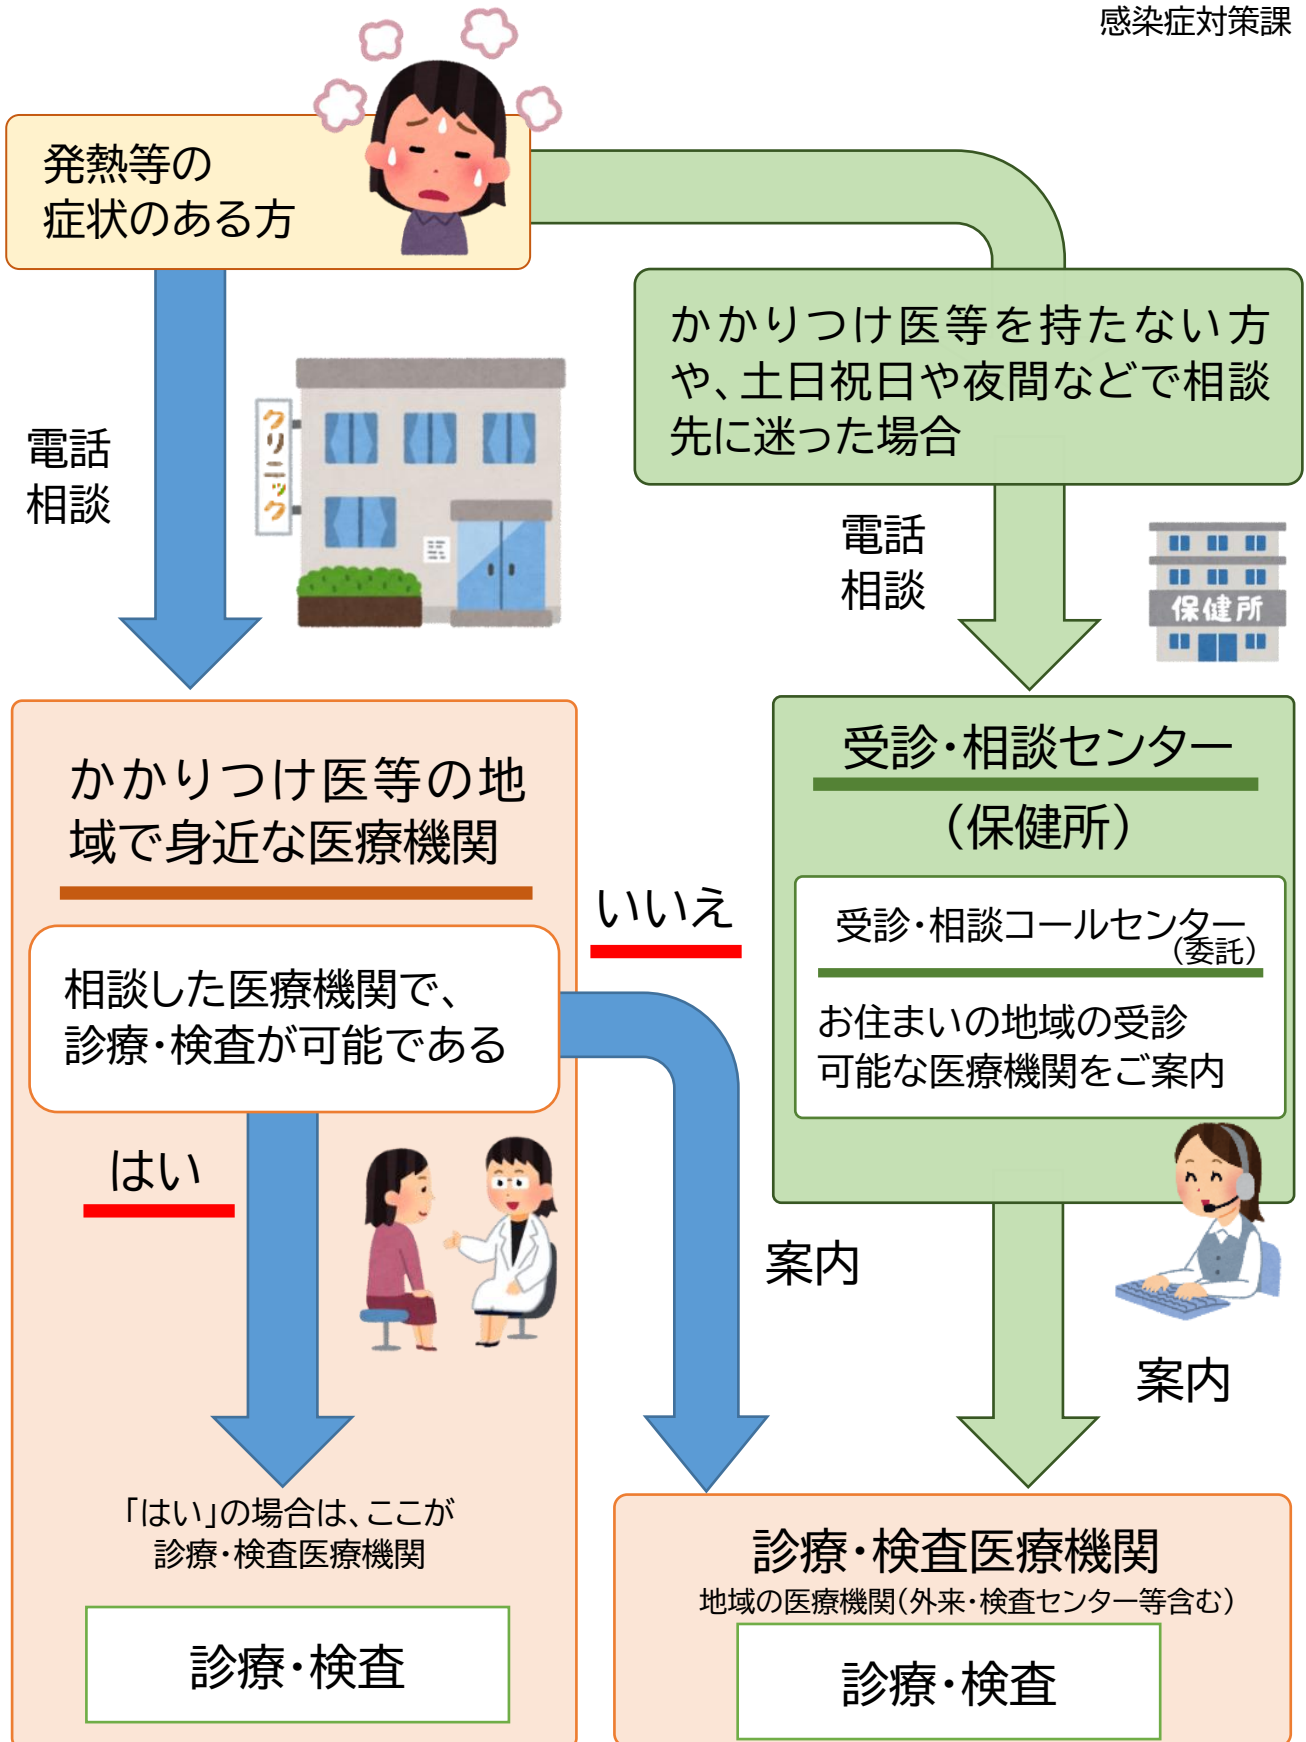 感染症対策課
発熱等の
症状のある方
かかりつけ医等を持たない方
や、土日祝日や夜間などで相談
先に迷った場合
電話
相談
クリニック
電話
相談
保健所
かかりつけ医等の地
域で身近な医療機関
相談した医療機関で、
診療・検査が可能である
いいえ
はい
受診・相談センター
（保健所）
受診・相談コールセンター
（委託）
お住まいの地域の受診
可能な医療機関をご案内
案内
案内
「はい」の場合は、ここが
診療・検査医療機関
診療・検査
診療・検査医療機関
地域の医療機関（外来・検査センター等含む）
診療・検査